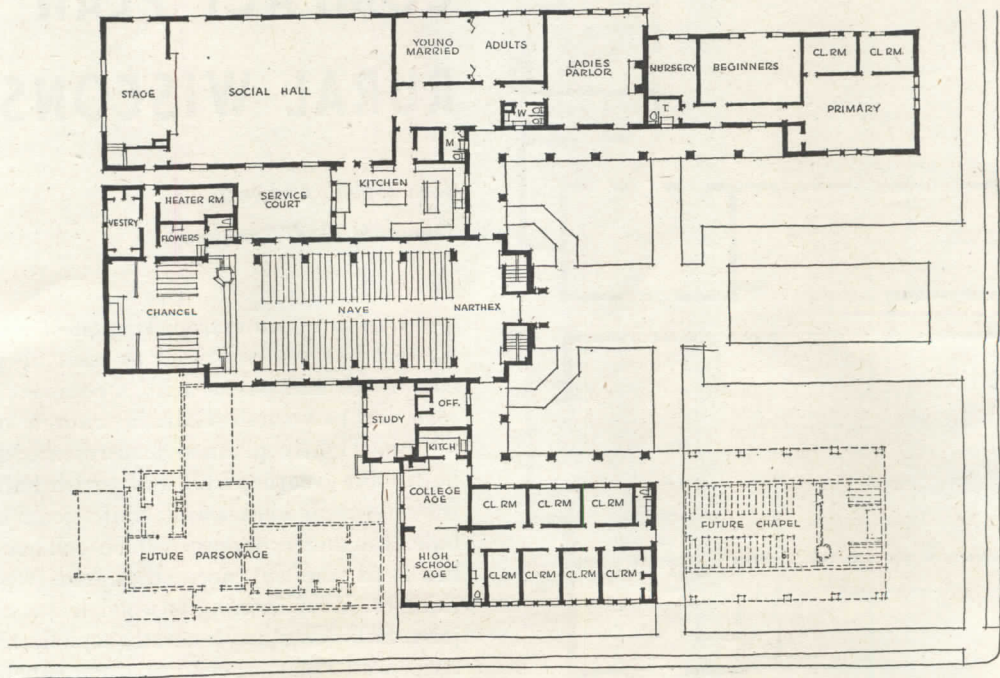 YOUNG
MARRIED
ADULTS
LADIES
PARLOR
NURSERY
BEGINNERS
CL. RM.
CL. RM.
STAGE
SOCIAL HALL
PRIMARY
W
T.
M
KITCHEN
SERVICE
COURT
HEATER RM
VESTRY
FLOWERS
CHANCEL
NAVE
NARTHEX
STUDY
OFF.
KITCH
COLLEGE
AGE
CL. RM
CL. RM
CL. RM
FUTURE CHAPEL
FUTURE PARSONAGE
HIGH
SCHOOL
AGE
CL.RM
CL.RM
CL.RM
CL.RM